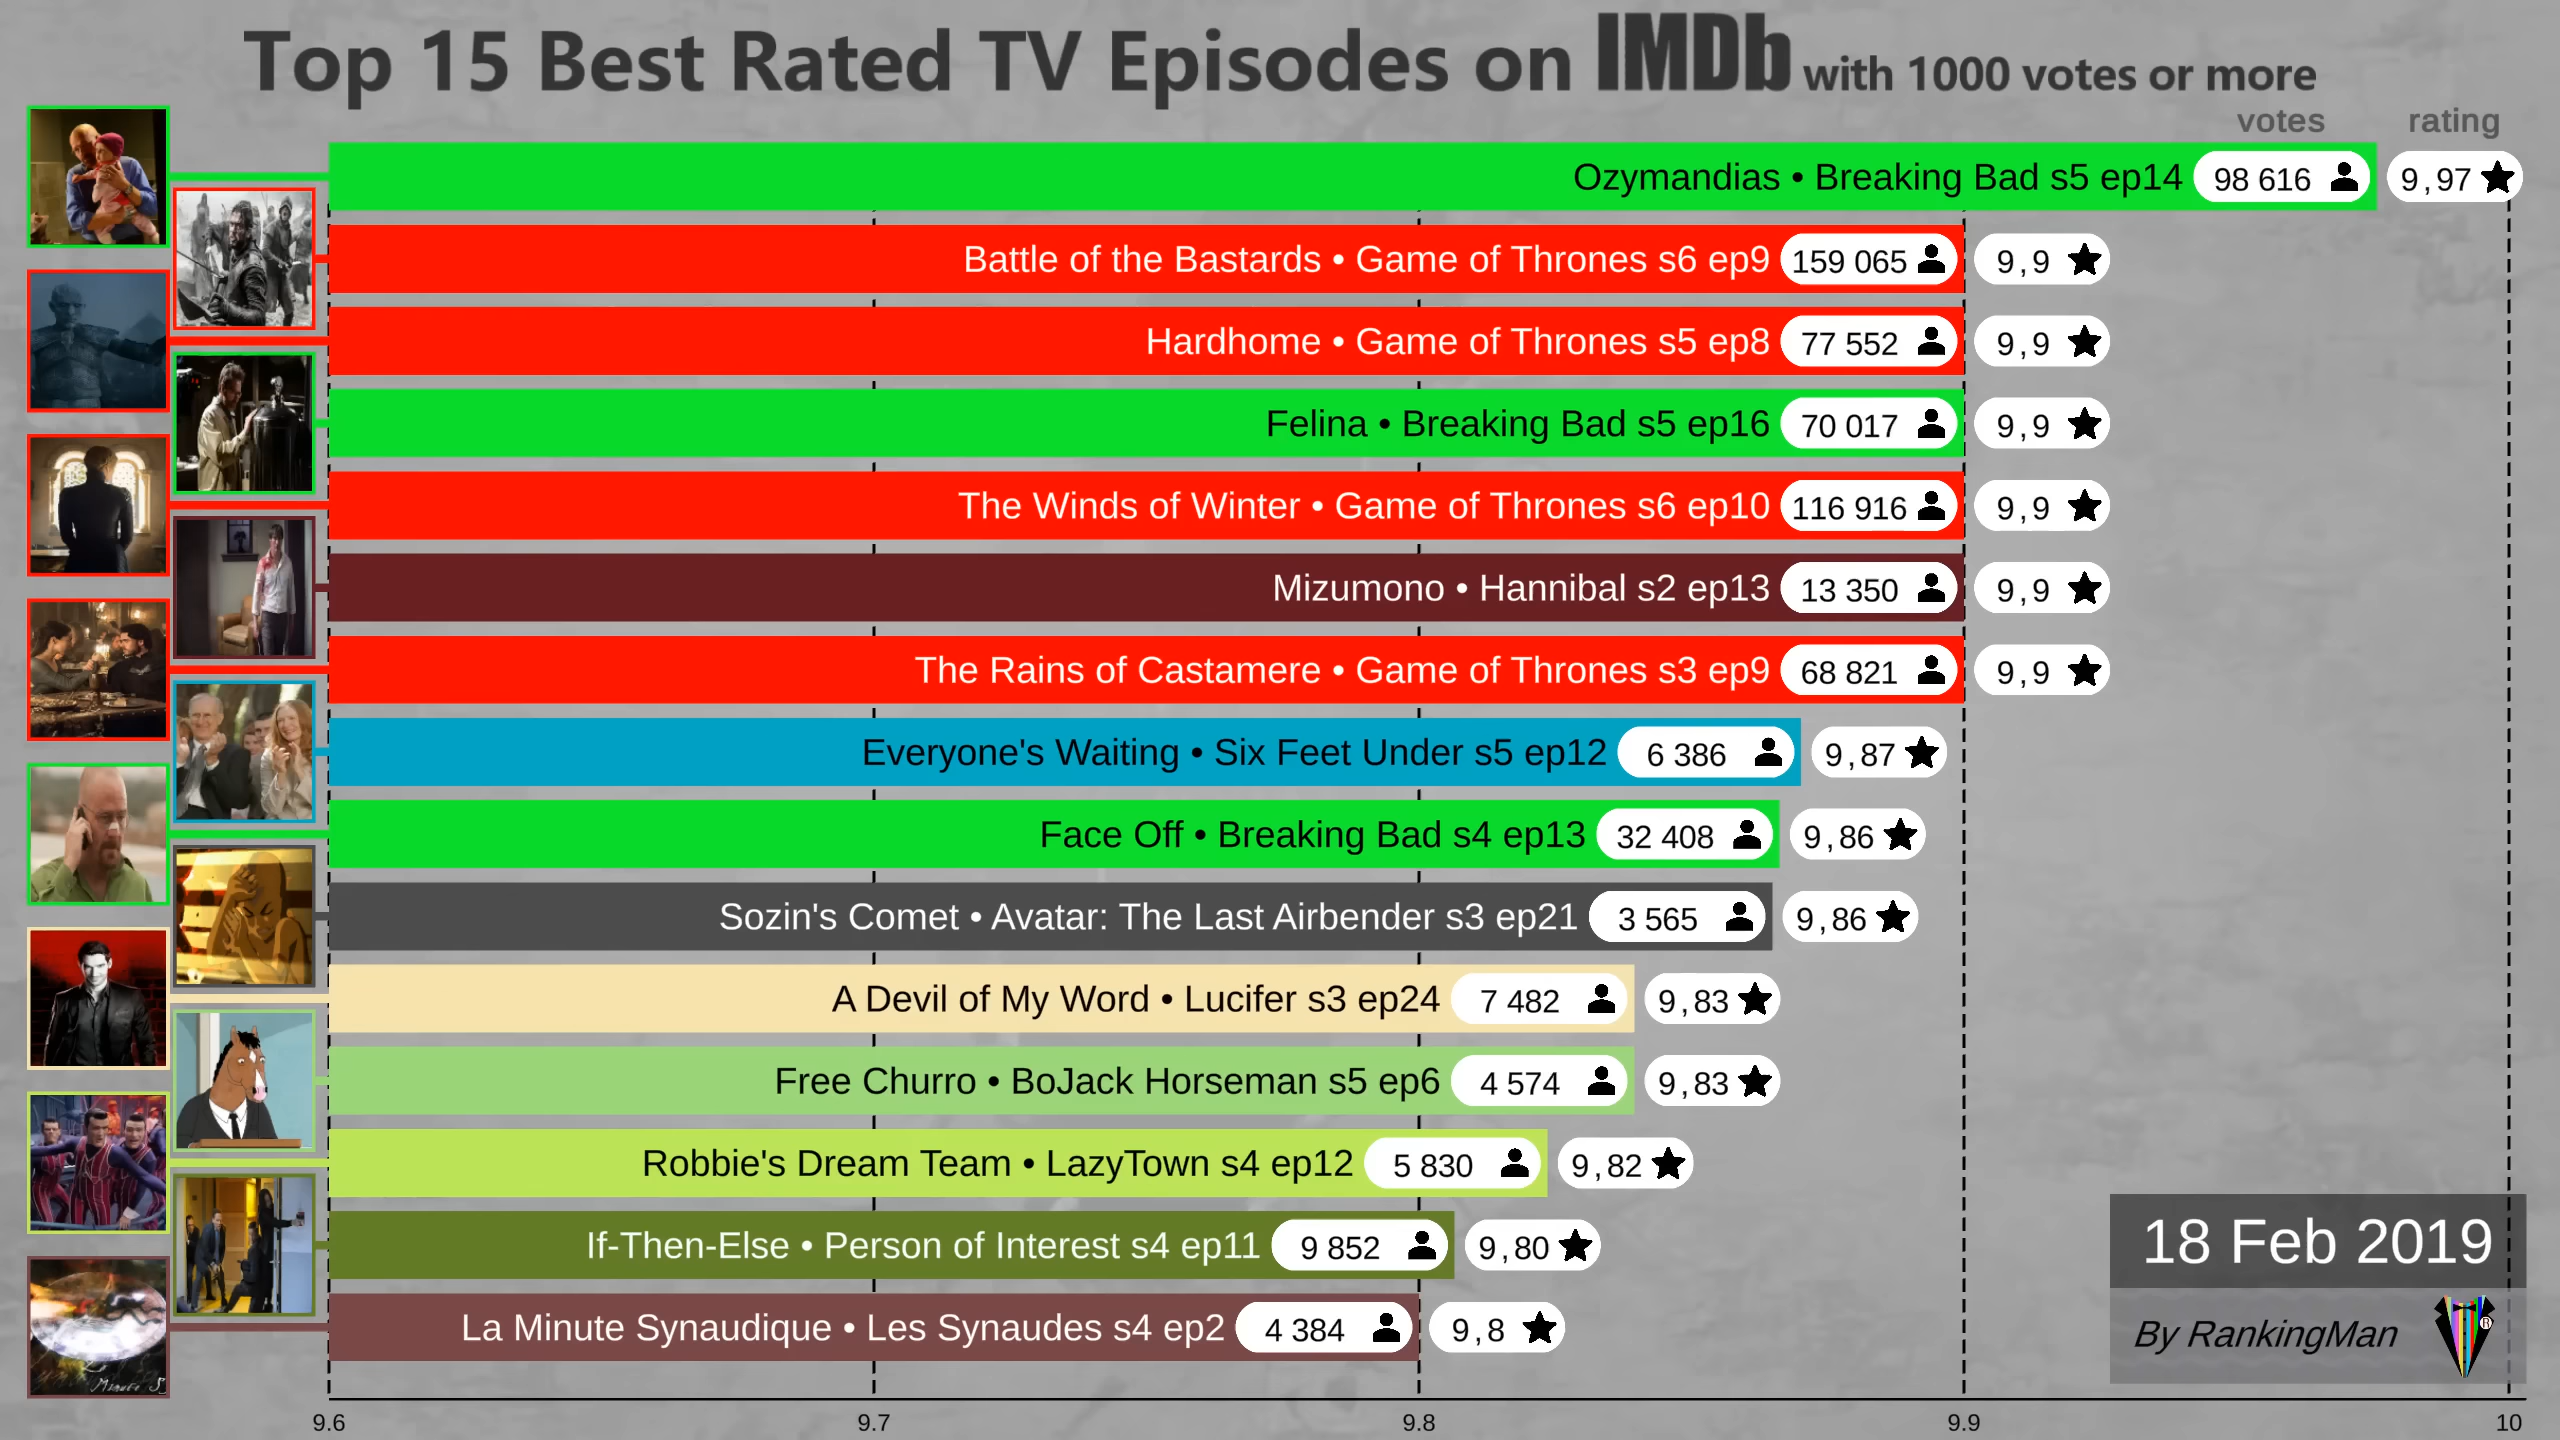 Top 15 Best Rated TV Episodes on IMDb with 1000 votes or more
votes rating
Ozymandias • Breaking Bad s5 ep14 98 616 9,97
Battle of the Bastards • Game of Thrones s6 ep9 159 065 9,9
Hardhome • Game of Thrones s5 ep8 77 552 9,9
Felina • Breaking Bad s5 ep16 70 017 9,9
The Winds of Winter • Game of Thrones s6 ep10 116 916 9,9
Mizumono • Hannibal s2 ep13 13 350 9,9
The Rains of Castamere • Game of Thrones s3 ep9 68 821 9,9
Everyone's Waiting • Six Feet Under s5 ep12 6 386 9,87
Face Off • Breaking Bad s4 ep13 32 408 9,86
Sozin's Comet • Avatar: The Last Airbender s3 ep21 3 565 9,86
A Devil of My Word • Lucifer s3 ep24 7 482 9,83
Free Churro • BoJack Horseman s5 ep6 4 574 9,83
Robbie's Dream Team • LazyTown s4 ep12 5 830 9,82
If-Then-Else • Person of Interest s4 ep11 9 852 9,80
La Minute Synaudique • Les Synaudes s4 ep2 4 384 9,8
18 Feb 2019
By RankingMan
®
9.6 9.7 9.8 9.9 10